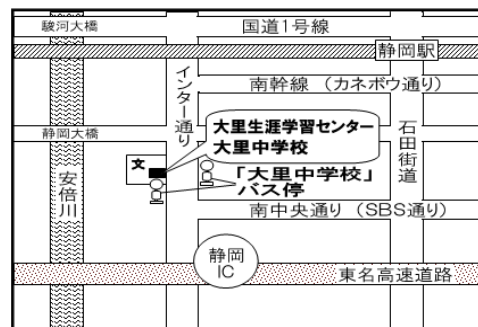 駿河大橋
国道1号線
静岡駅
インター通り
南幹線 (カネボウ通り)
大里生涯学習センター
大里中学校
静岡大橋
石田街道
文
「大里中学校」
バス停
安倍川
南中央通り (SBS通り)
静岡
IC
東名高速道路